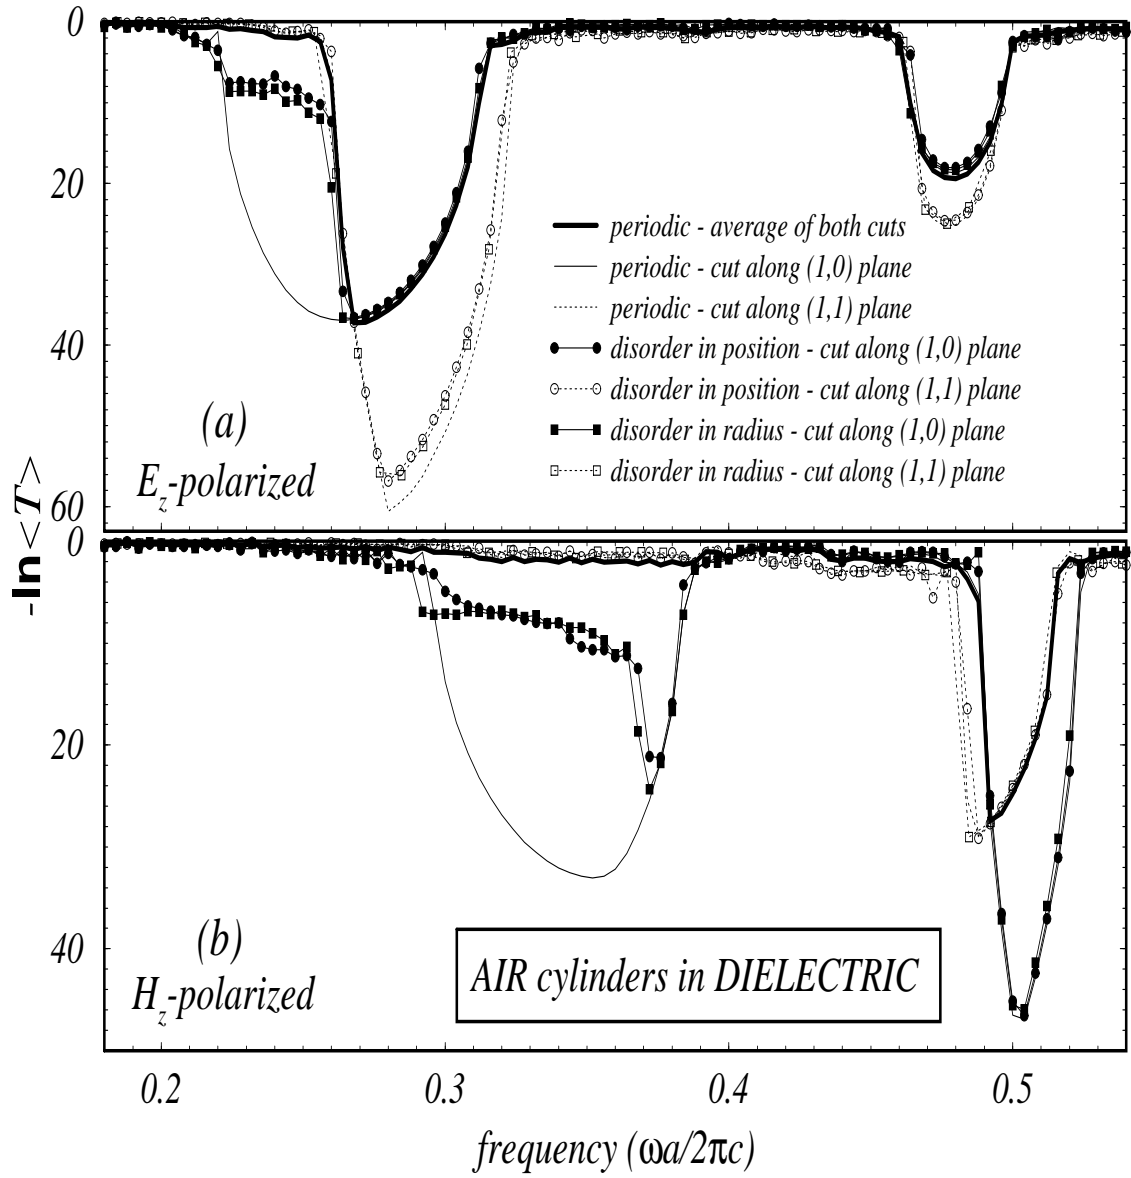 0
20
40
60
-ln<T>
periodic - average of both cuts
periodic - cut along (1,0) plane
periodic - cut along (1,1) plane
disorder in position - cut along (1,0) plane
disorder in position - cut along (1,1) plane
disorder in radius - cut along (1,0) plane
disorder in radius - cut along (1,1) plane
(a)
E_z-polarized
0
20
40
(b)
H_z-polarized
AIR cylinders in DIELECTRIC
0.2 0.3 0.4 0.5
frequency (ωa/2πc)